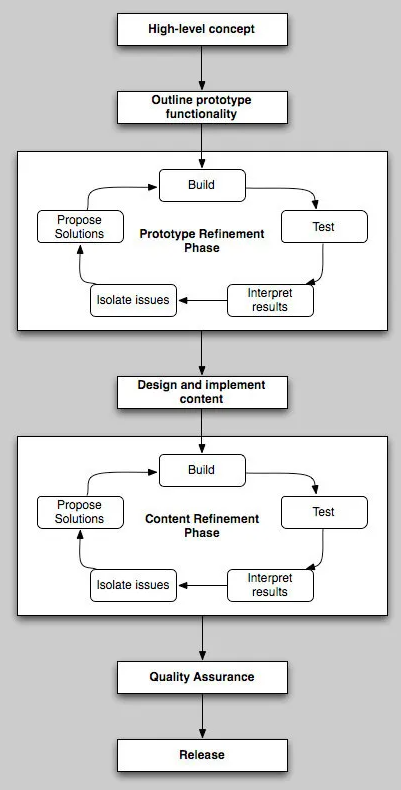 High-level concept
Outline prototype
functionality
Build
Propose
Solutions
Test
Prototype Refinement
Phase
Isolate issues
Interpret
results
Design and implement
content
Build
Propose
Solutions
Test
Content Refinement
Phase
Isolate issues
Interpret
results
Quality Assurance
Release